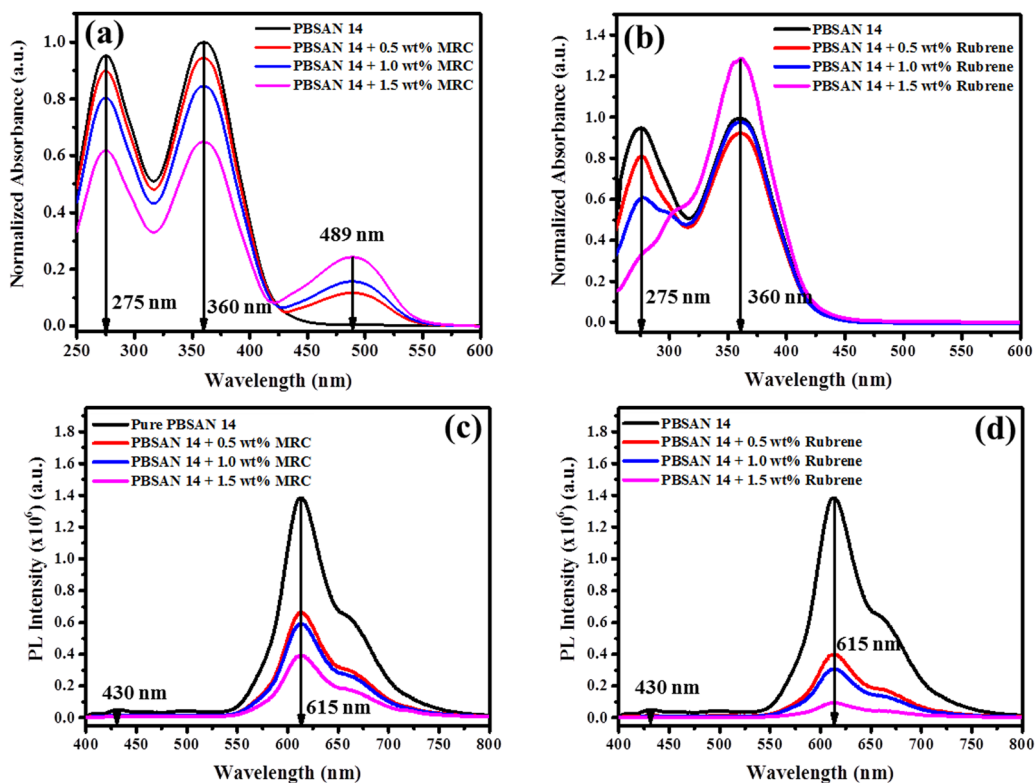 (a)
PBSAN 14
PBSAN 14 + 0.5 wt% MRC
PBSAN 14 + 1.0 wt% MRC
PBSAN 14 + 1.5 wt% MRC
Normalized Absorbance (a.u.)
1.0
0.8
0.6
0.4
0.2
0.0
489 nm
275 nm
360 nm
250 300 350 400 450 500 550 600
Wavelength (nm)
(b)
PBSAN 14
PBSAN 14 + 0.5 wt% Rubrene
PBSAN 14 + 1.0 wt% Rubrene
PBSAN 14 + 1.5 wt% Rubrene
Normalized Absorbance (a.u.)
1.4
1.2
1.0
0.8
0.6
0.4
0.2
0.0
275 nm
360 nm
300 350 400 450 500 550 600
Wavelength (nm)
(c)
Pure PBSAN 14
PBSAN 14 + 0.5 wt% MRC
PBSAN 14 + 1.0 wt% MRC
PBSAN 14 + 1.5 wt% MRC
PL Intensity (x10⁶) (a.u.)
1.8
1.6
1.4
1.2
1.0
0.8
0.6
0.4
0.2
0.0
430 nm
615 nm
400 450 500 550 600 650 700 750 800
Wavelength (nm)
(d)
PBSAN 14
PBSAN 14 + 0.5 wt% Rubrene
PBSAN 14 + 1.0 wt% Rubrene
PBSAN 14 + 1.5 wt% Rubrene
PL Intensity (x10⁶) (a.u.)
1.8
1.6
1.4
1.2
1.0
0.8
0.6
0.4
0.2
0.0
615 nm
430 nm
400 450 500 550 600 650 700 750 800
Wavelength (nm)